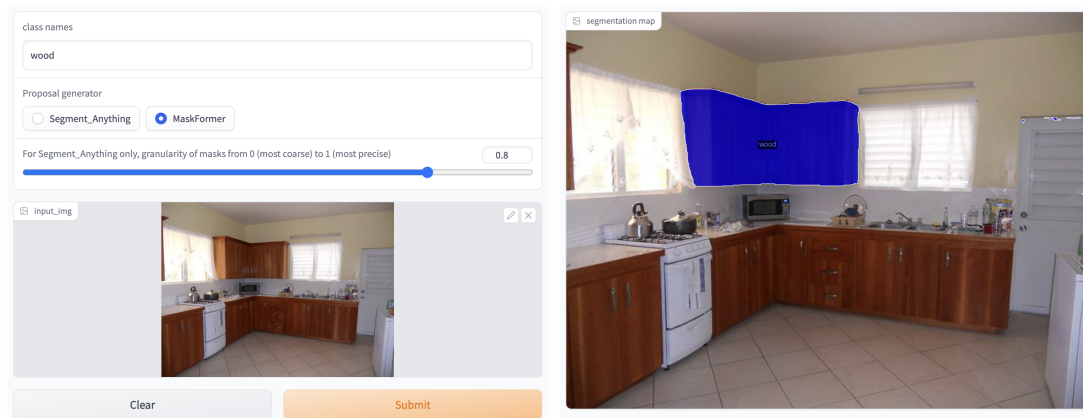 class names
wood
Proposal generator
Segment_Anything
MaskFormer
For Segment_Anything only, granularity of masks from 0 (most coarse) to 1 (most precise)
0.8
input_img
Clear
Submit
segmentation map
wood